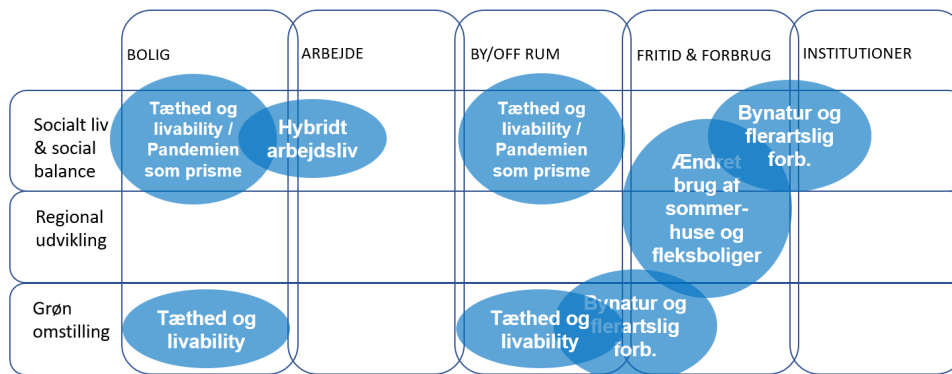 BOLIG
ARBEJDE
BY/OFF RUM
FRITID & FORBRUG
INSTITUTIONER
Socialt liv
& social
balance
Tæthed og
livability /
Pandemien
som prisme
Hybridt
arbejdsliv
Tæthed og
livability /
Pandemien
som prisme
Bynatur og
flerartslig
forb.
Ændret
brug af
sommer-
huse og
fleksboliger
Regional
udvikling
Grøn
omstilling
Tæthed og
livability
Tæthed og
livability
Bynatur og
flerartslig
forb.